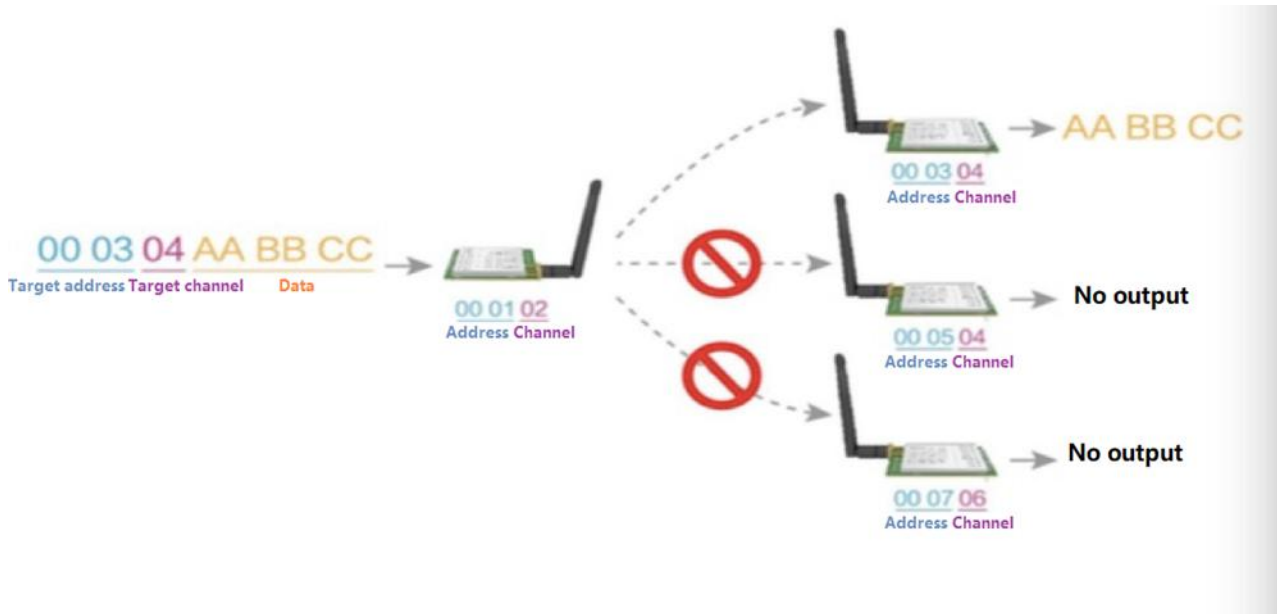 00 03 04 AA BB CC
Target address Target channel Data
00 01 02
Address Channel
AA BB CC
00 03 04
Address Channel
No output
00 05 04
Address Channel
No output
00 07 06
Address Channel